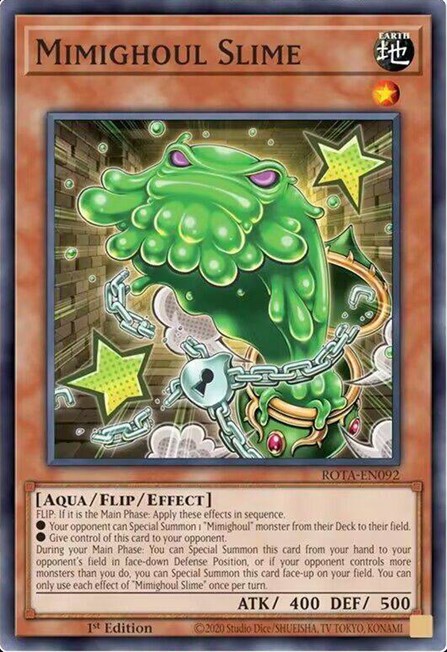 MIMIGHOUL SLIME
EARTH
地
ROTA-EN092
[AQUA/FLIP/EFFECT]
FLIP: If it is the Main Phase: Apply these effects in sequence.
● Your opponent can Special Summon 1 "Mimighoul" monster from their Deck to their field.
● Give control of this card to your opponent.
During your Main Phase: You can Special Summon this card from your hand to your
opponent's field in face-down Defense Position, or if your opponent controls more
monsters than you do, you can Special Summon this card face-up on your field. You can
only use each effect of "Mimighoul Slime" once per turn.
ATK/ 400 DEF/ 500
1st Edition
©2020 Studio Dice/SHUEISHA, TV TOKYO, KONAMI